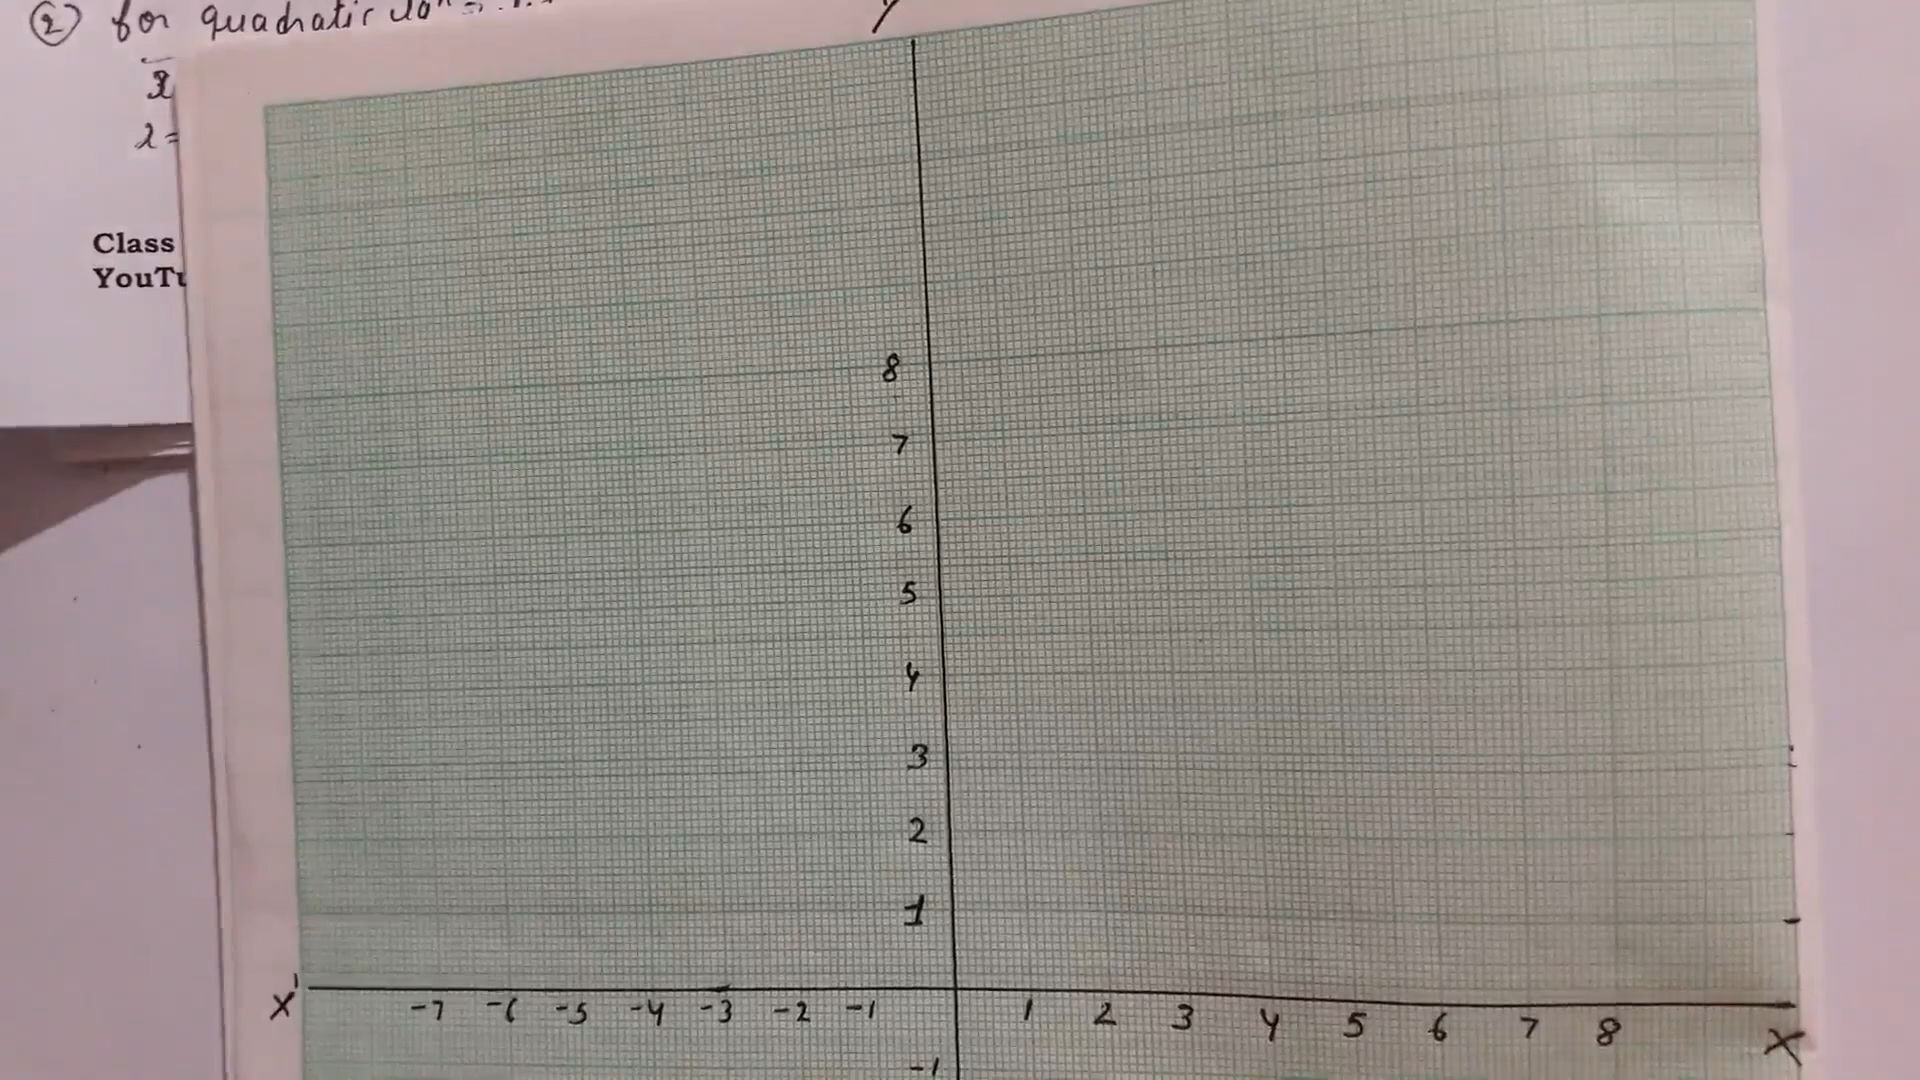 ② for quadratic
Y
λ =
Class
YouTu
8
7
6
5
4
3
2
1
X' -7 -6 -5 -4 -3 -2 -1 1 2 3 4 5 6 7 8 X
-1